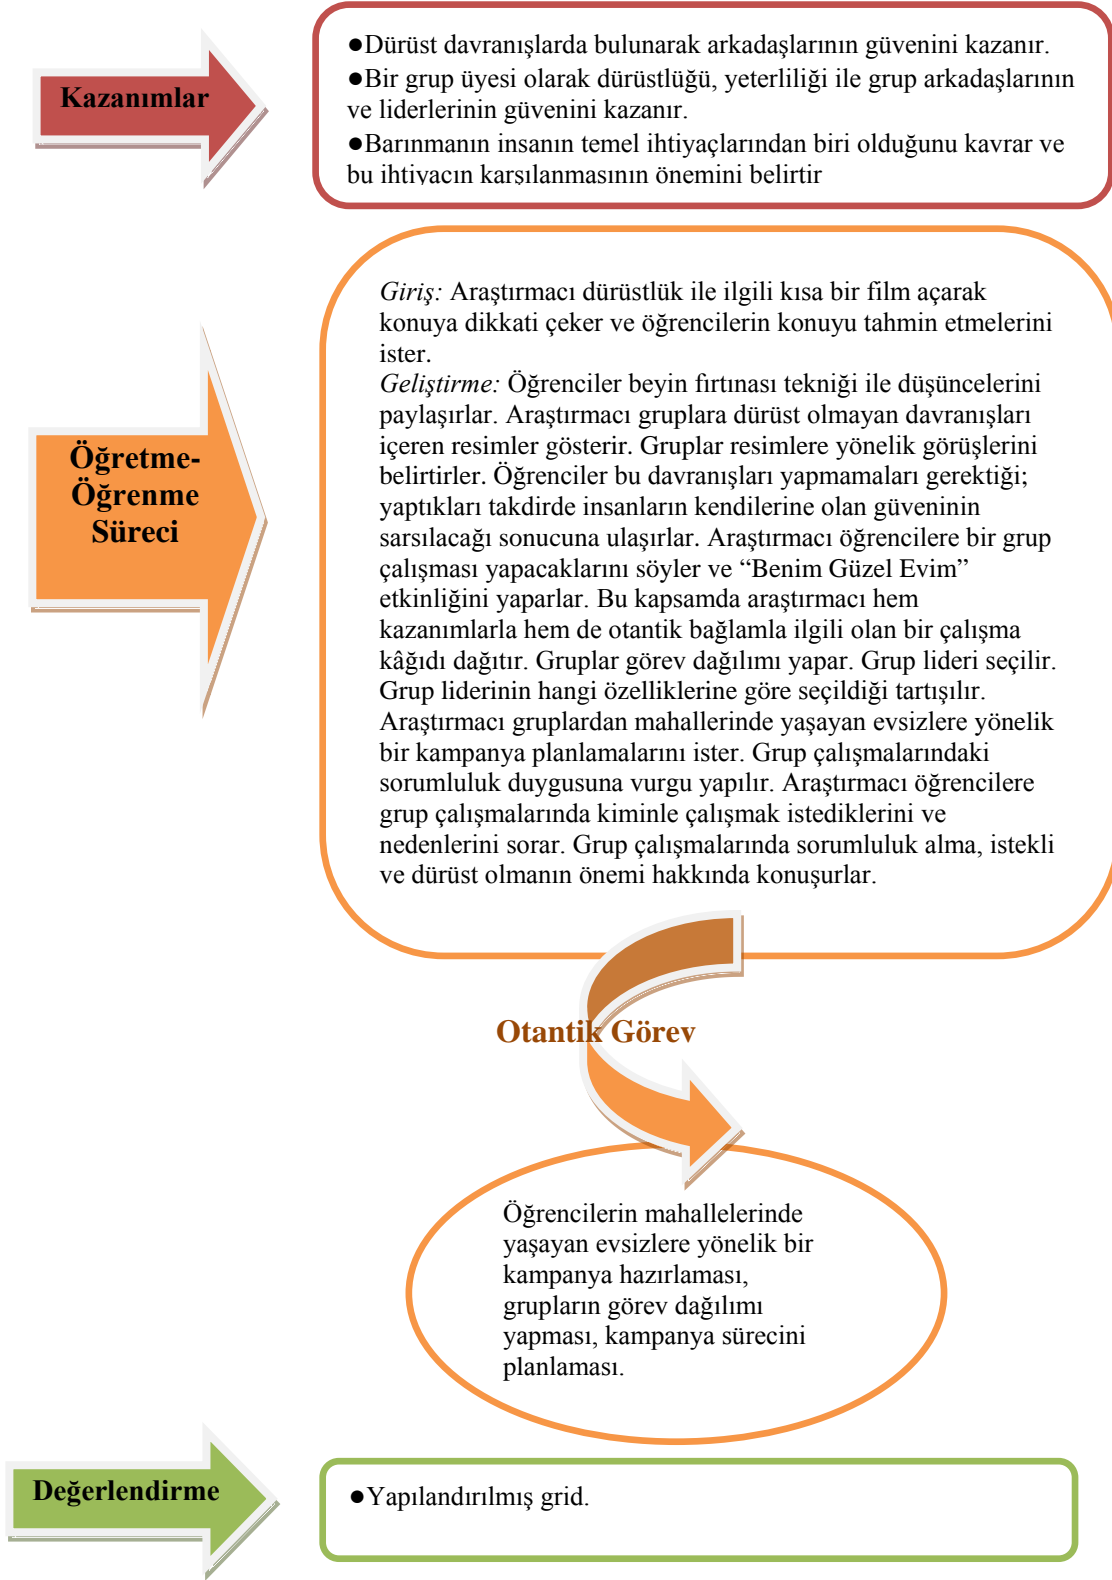 Kazanımlar
●Dürüst davranışlarda bulunarak arkadaşlarının güvenini kazanır.
●Bir grup üyesi olarak dürüstlüğü, yeterliliği ile grup arkadaşlarının
ve liderlerinin güvenini kazanır.
●Barınmanın insanın temel ihtiyaçlarından biri olduğunu kavrar ve
bu ihtiyacın karşılanmasının önemini belirtir
Öğretme-
Öğrenme
Süreci
Giriş: Araştırmacı dürüstlük ile ilgili kısa bir film açarak
konuya dikkati çeker ve öğrencilerin konuyu tahmin etmelerini
ister.
Geliştirme: Öğrenciler beyin fırtınası tekniği ile düşüncelerini
paylaşırlar. Araştırmacı gruplara dürüst olmayan davranışları
içeren resimler gösterir. Gruplar resimlere yönelik görüşlerini
belirtirler. Öğrenciler bu davranışları yapmamaları gerektiği;
yaptıkları takdirde insanların kendilerine olan güveninin
sarsılacağı sonucuna ulaşırlar. Araştırmacı öğrencilere bir grup
çalışması yapacaklarını söyler ve “Benim Güzel Evim”
etkinliğini yaparlar. Bu kapsamda araştırmacı hem
kazanımlarla hem de otantik bağlamla ilgili olan bir çalışma
kâğıdı dağıtır. Gruplar görev dağılımı yapar. Grup lideri seçilir.
Grup liderinin hangi özelliklerine göre seçildiği tartışılır.
Araştırmacı gruplardan mahallerinde yaşayan evsizlere yönelik
bir kampanya planlamalarını ister. Grup çalışmalarındaki
sorumluluk duygusuna vurgu yapılır. Araştırmacı öğrencilere
grup çalışmalarında kiminle çalışmak istediklerini ve
nedenlerini sorar. Grup çalışmalarında sorumluluk alma, istekli
ve dürüst olmanın önemi hakkında konuşurlar.
Otantik Görev
Öğrencilerin mahallelerinde
yaşayan evsizlere yönelik bir
kampanya hazırlaması,
grupların görev dağılımı
yapması, kampanya sürecini
planlaması.
Değerlendirme
●Yapılandırılmış grid.